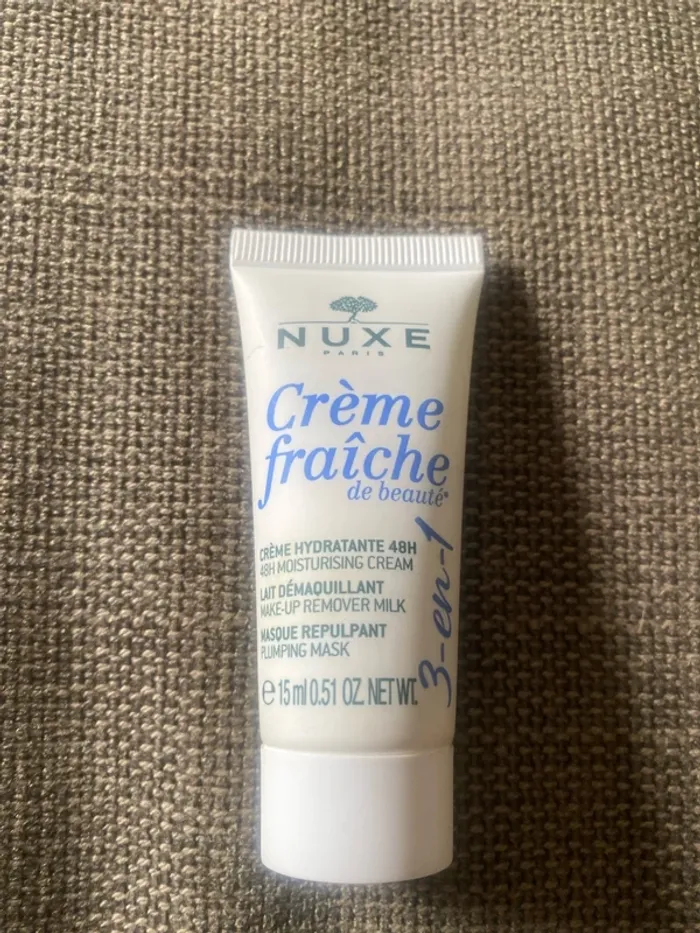 NUXE
PARIS
Crème
fraîche
de beauté®
3-en-1
CRÈME HYDRATANTE 48H
48H MOISTURISING CREAM
LAIT DÉMAQUILLANT
MAKE-UP REMOVER MILK
MASQUE REPULPANT
PLUMPING MASK
℮ 15 ml 0.51 OZ. NET WT.